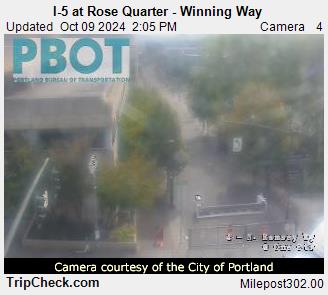 I-5 at Rose Quarter - Winning Way
Updated Oct 09 2024 2:05 PM Camera 4
PBOT
PORTLAND BUREAU OF TRANSPORTATION
Camera courtesy of the City of Portland
TripCheck.com Milepost302.00